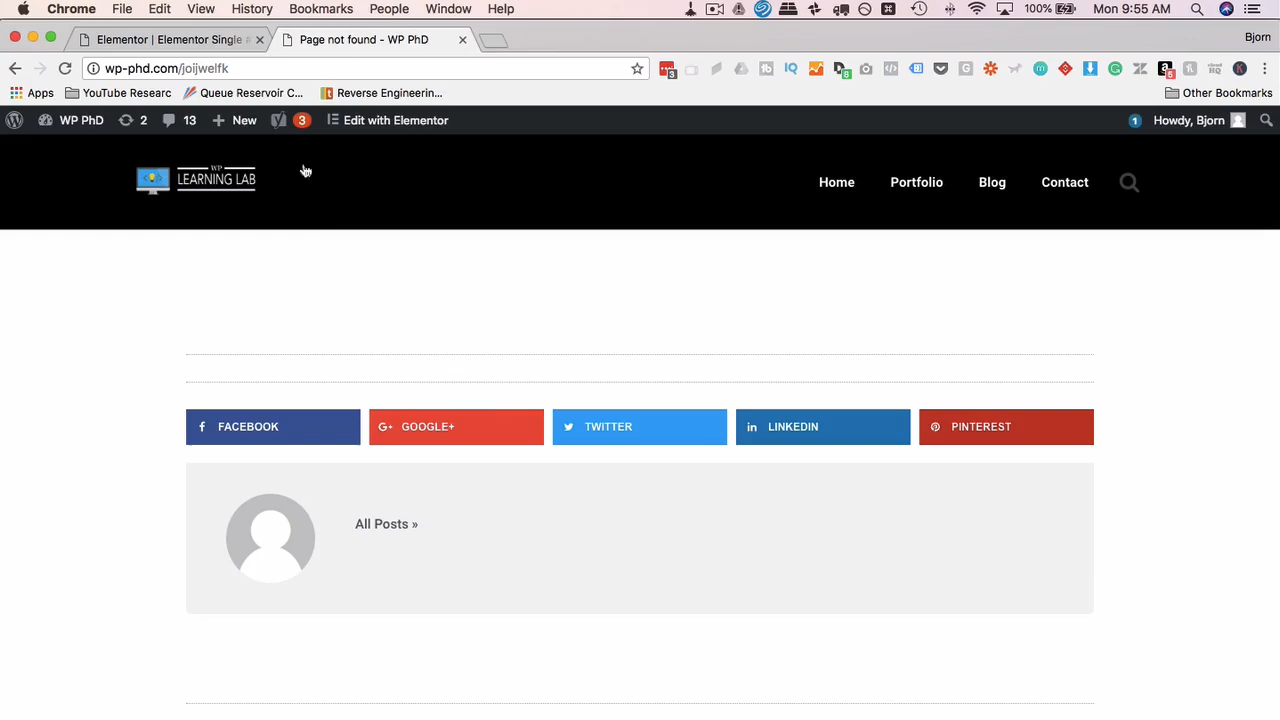 Chrome File Edit View History Bookmarks People Window Help 100% Mon 9:55 AM
Elementor | Elementor Single # Page not found - WP PhD Bjorn
wp-phd.com/joijwelfk
Apps YouTube Researc Queue Reservoir C... Reverse Engineerin... Other Bookmarks
WP PhD 2 13 New 3 Edit with Elementor 1 Howdy, Bjorn
WP
LEARNING LAB
Home Portfolio Blog Contact
FACEBOOK GOOGLE+ TWITTER LINKEDIN PINTEREST
All Posts »